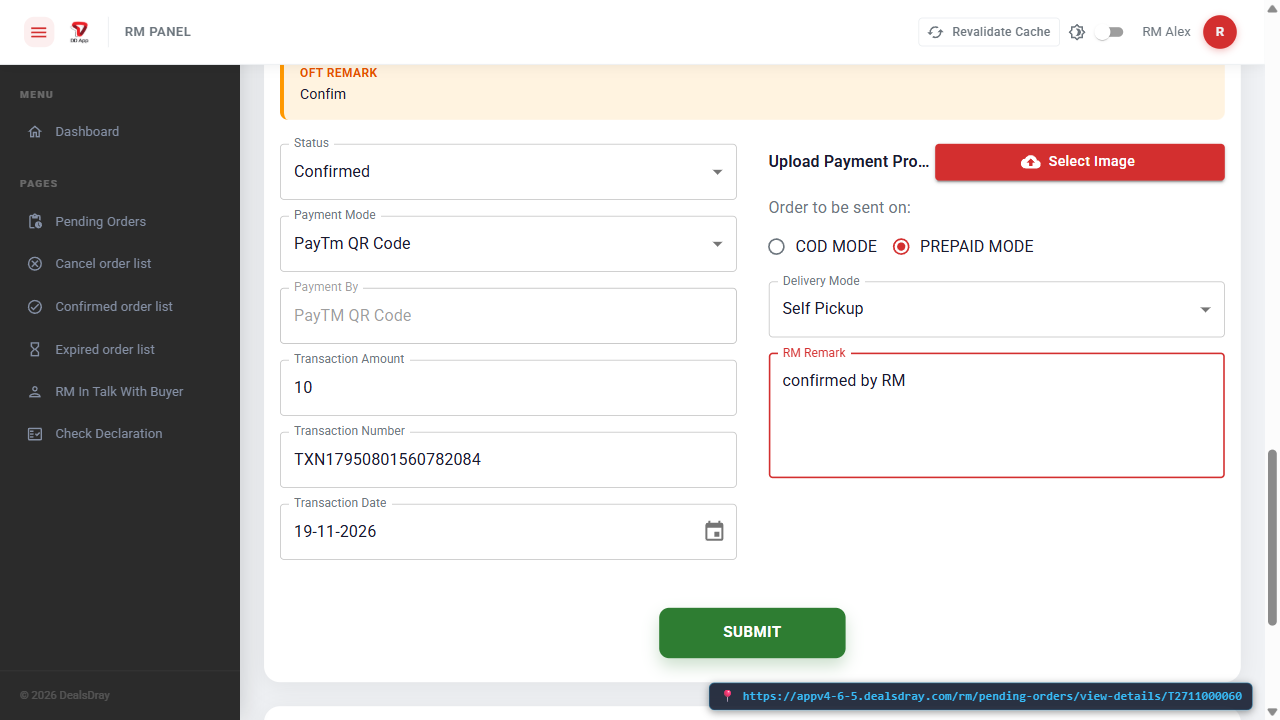 DD App
RM PANEL
Revalidate Cache
RM Alex
R
MENU
Dashboard
PAGES
Pending Orders
Cancel order list
Confirmed order list
Expired order list
RM In Talk With Buyer
Check Declaration
© 2026 DealsDray
OFT REMARK
Confim
Status
Confirmed
Payment Mode
PayTm QR Code
Payment By
PayTM QR Code
Transaction Amount
10
Transaction Number
TXN17950801560782084
Transaction Date
19-11-2026
Upload Payment Pro...
Select Image
Order to be sent on:
COD MODE
PREPAID MODE
Delivery Mode
Self Pickup
RM Remark
confirmed by RM
SUBMIT
https://appv4-6-5.dealsdray.com/rm/pending-orders/view-details/T2711000060